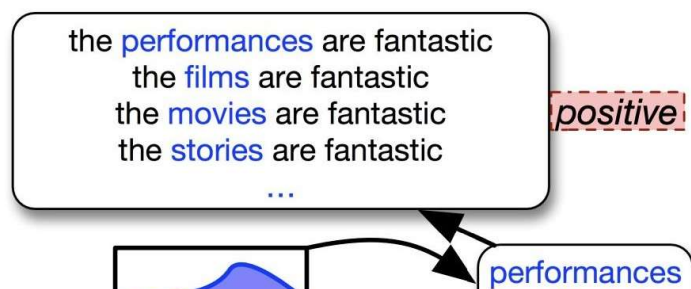 the performances are fantastic
the films are fantastic
the movies are fantastic
the stories are fantastic
...
positive
performances